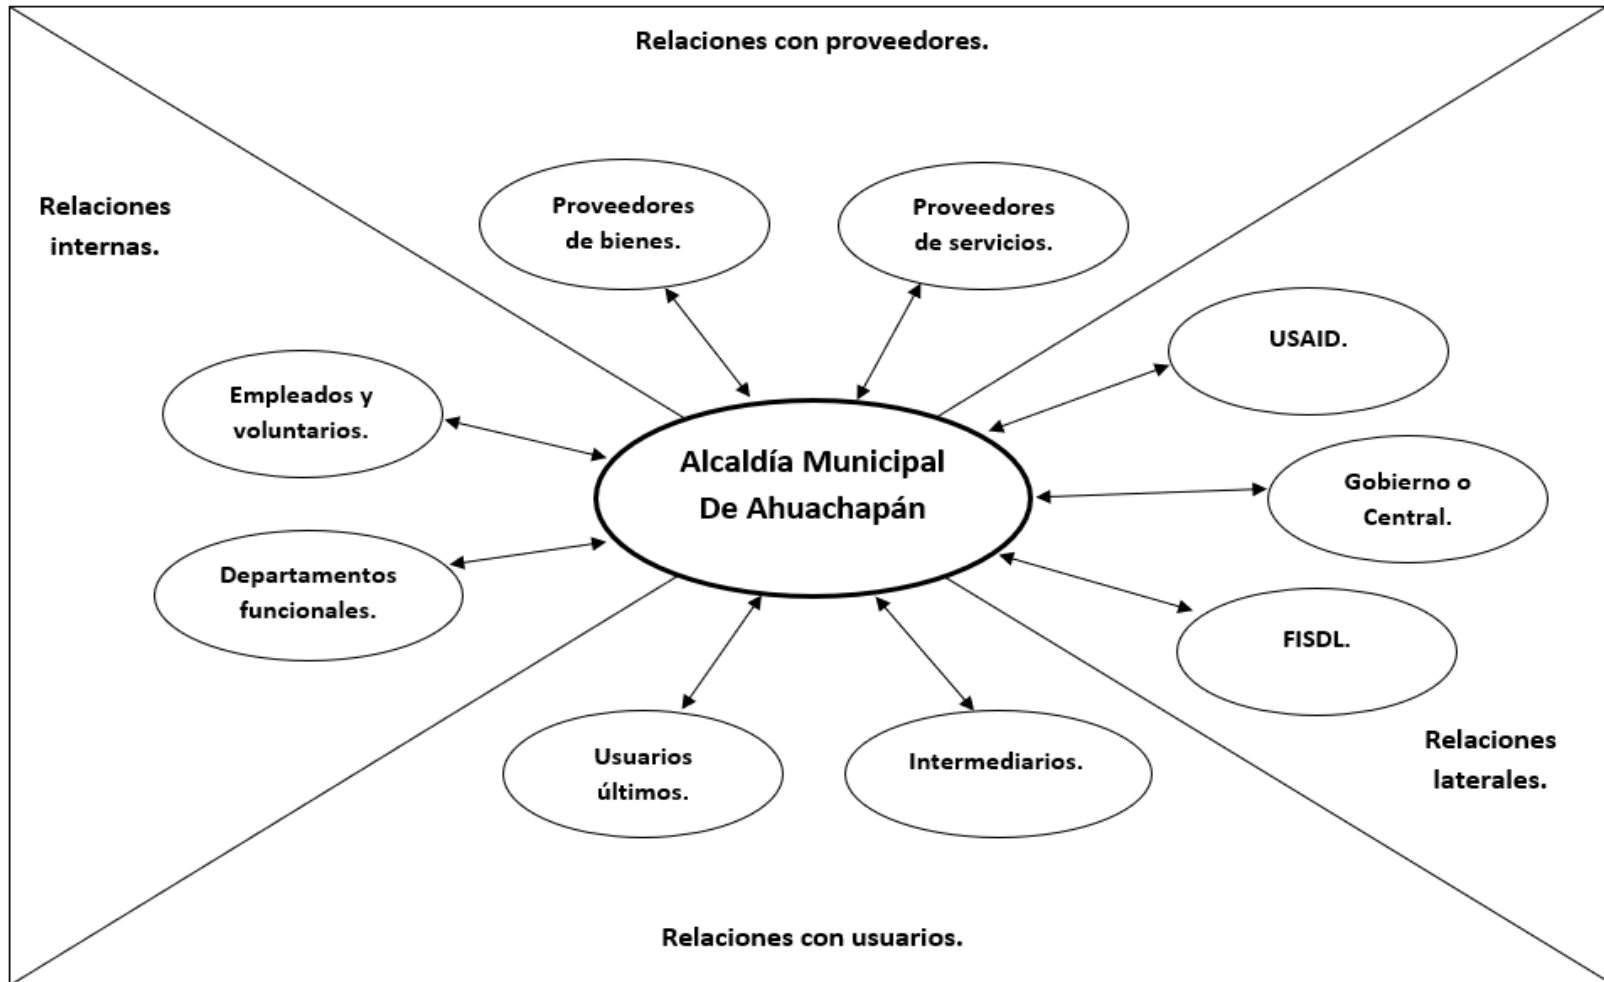 Relaciones con proveedores.
Relaciones
internas.
Proveedores
de bienes.
Proveedores
de servicios.
USAID.
Empleados y
voluntarios.
Alcaldía Municipal
De Ahuachapán
Gobierno o
Central.
Departamentos
funcionales.
FISDL.
Usuarios
últimos.
Intermediarios.
Relaciones
laterales.
Relaciones con usuarios.